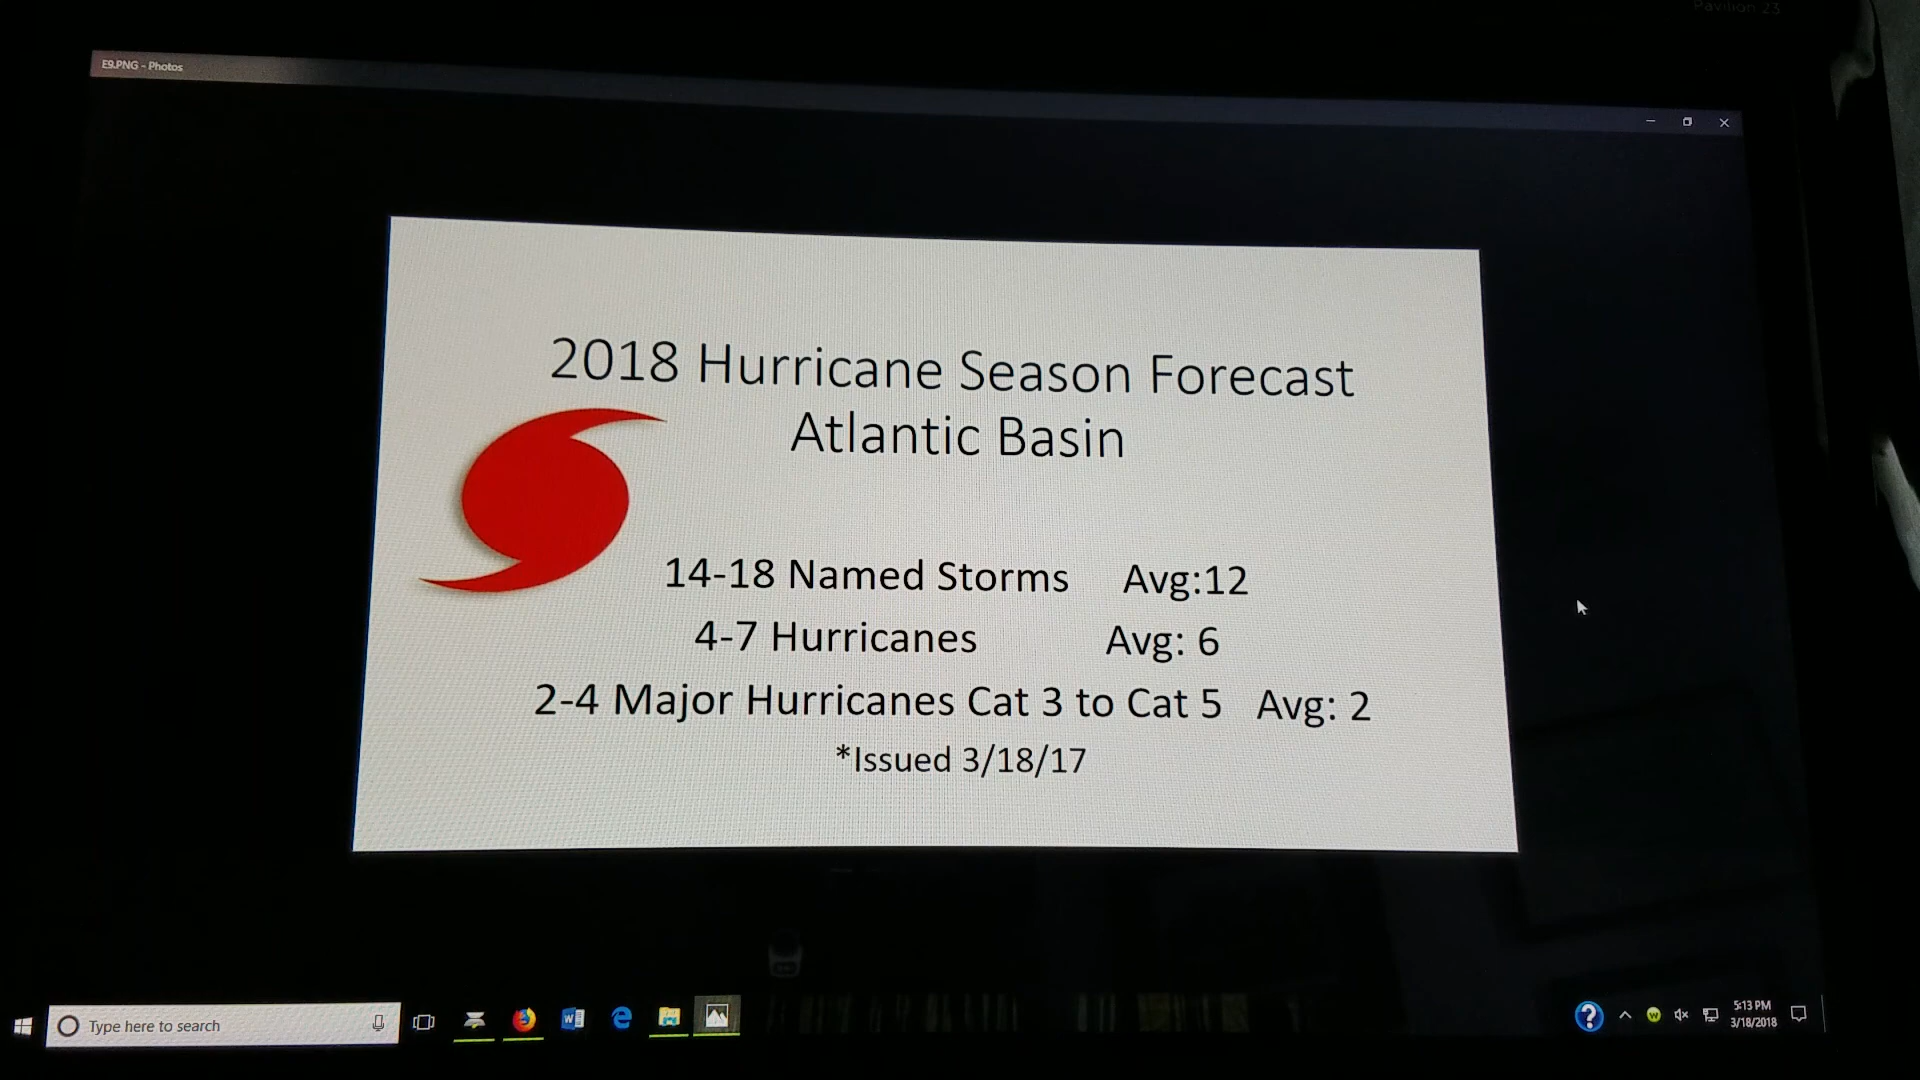 Pavilion 23
E9.PNG - Photos
2018 Hurricane Season Forecast
Atlantic Basin
14-18 Named Storms Avg:12
4-7 Hurricanes Avg: 6
2-4 Major Hurricanes Cat 3 to Cat 5 Avg: 2
*Issued 3/18/17
Type here to search
5:13 PM
3/18/2018